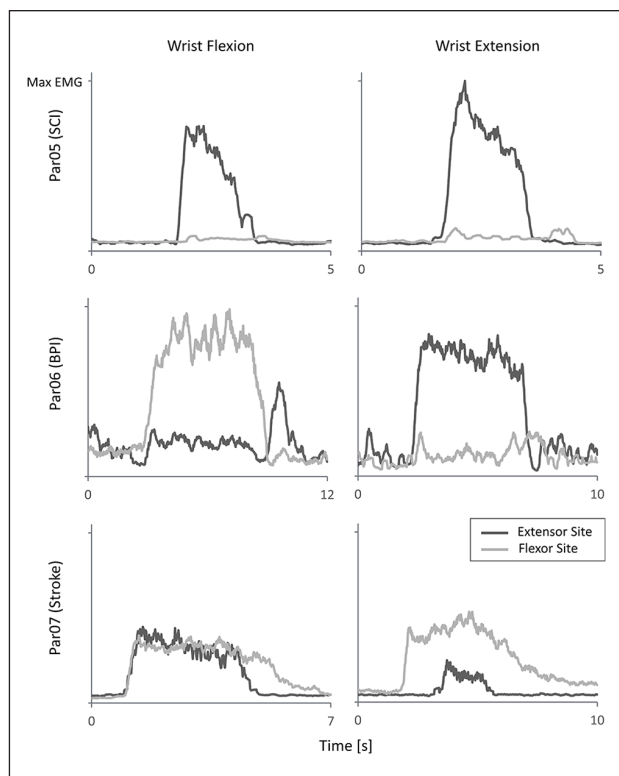 Wrist Flexion Wrist Extension
Max EMG
Par05 (SCI)
0 5 0 5
Par06 (BPI)
0 12 0 10
Extensor Site
Flexor Site
Par07 (Stroke)
0 7 0 10
Time [s]